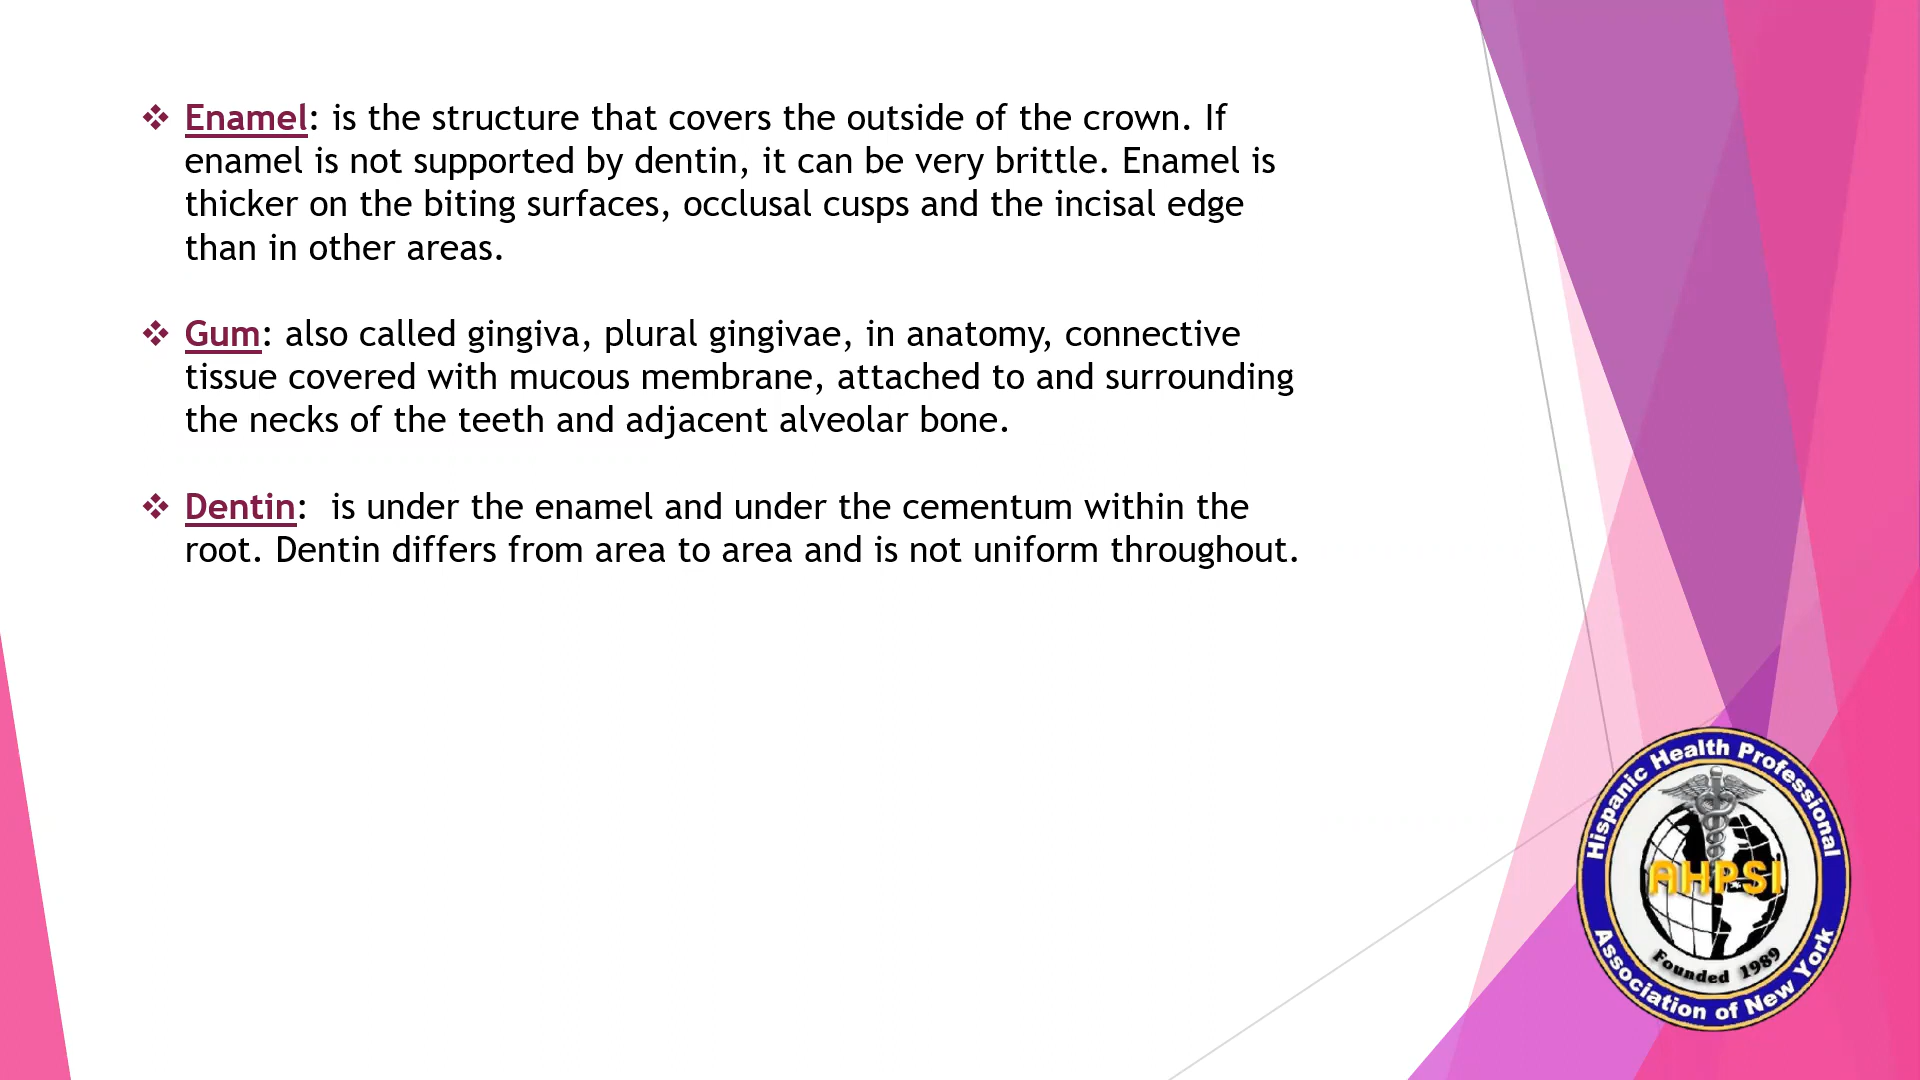 ❖ Enamel: is the structure that covers the outside of the crown. If
enamel is not supported by dentin, it can be very brittle. Enamel is
thicker on the biting surfaces, occlusal cusps and the incisal edge
than in other areas.
❖ Gum: also called gingiva, plural gingivae, in anatomy, connective
tissue covered with mucous membrane, attached to and surrounding
the necks of the teeth and adjacent alveolar bone.
❖ Dentin:  is under the enamel and under the cementum within the
root. Dentin differs from area to area and is not uniform throughout.
Hispanic Health Professional
AHPSI
Founded 1989
Association of New York